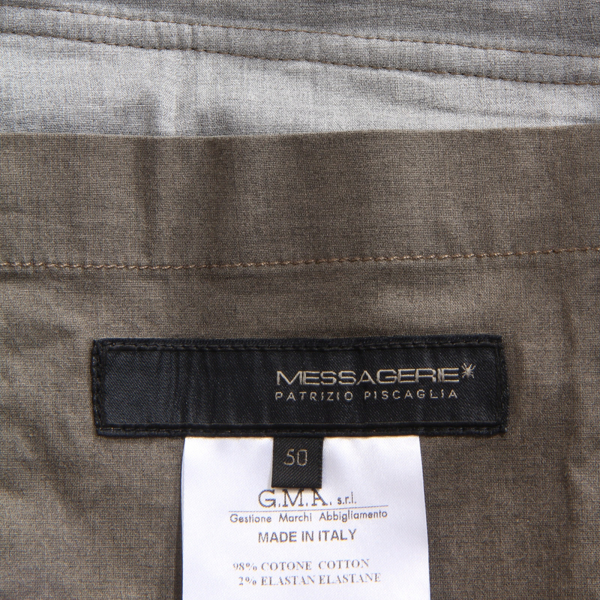 MESSAGERIE*
PATRIZIO PISCAGLIA
50
G.M.A. s.r.l.
Gestione Marchi Abbigliamento
MADE IN ITALY
98% COTONE COTTON
2% ELASTAN ELASTANE